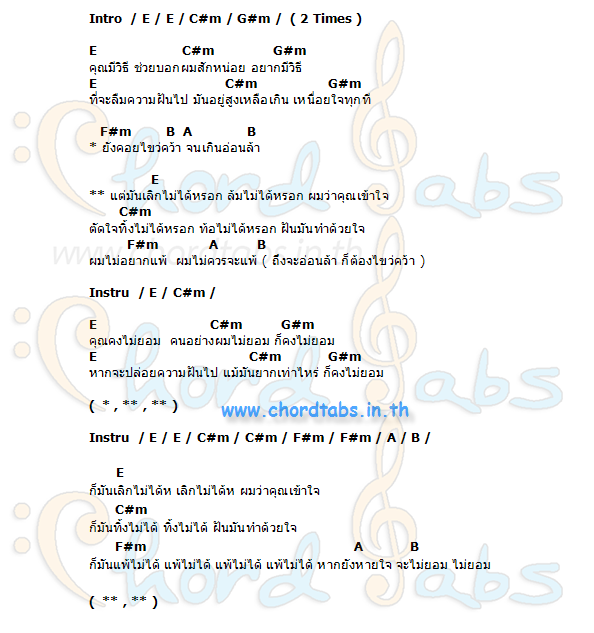 Intro / E / E / C#m / G#m / ( 2 Times )
E C#m G#m
คุณมีวิธี ช่วยบอกผมสักหน่อย อยากมีวิธี
E C#m G#m
ที่จะลืมความฝันไป มันอยู่สูงเหลือเกิน เหนื่อยใจทุกที
F#m B A B
* ยังคอยไขว่คว้า จนเกินอ่อนล้า
E
** แต่มันเลิกไม่ได้หรอก ล้มไม่ได้หรอก ผมว่าคุณเข้าใจ
C#m
ตัดใจทิ้งไม่ได้หรอก ท้อไม่ได้หรอก ฝันมันทำด้วยใจ
F#m A B
ผมไม่อยากแพ้ ผมไม่ควรจะแพ้ ( ถึงจะอ่อนล้า ก็ต้องไขว่คว้า )
Instru / E / C#m /
E C#m G#m
คุณคงไม่ยอม คนอย่างผมไม่ยอม ก็คงไม่ยอม
E C#m G#m
หากจะปล่อยความฝันไป แม้มันยากเท่าไหร่ ก็คงไม่ยอม
( * , ** , ** )
www.chordtabs.in.th
Instru / E / E / C#m / C#m / F#m / F#m / A / B /
E
ก็มันเลิกไม่ได้ห เลิกไม่ได้ห ผมว่าคุณเข้าใจ
C#m
ก็มันทิ้งไม่ได้ ทิ้งไม่ได้ ฝันมันทำด้วยใจ
F#m A B
ก็มันแพ้ไม่ได้ แพ้ไม่ได้ แพ้ไม่ได้ แพ้ไม่ได้ หากยังหายใจ จะไม่ยอม ไม่ยอม
( ** , ** )